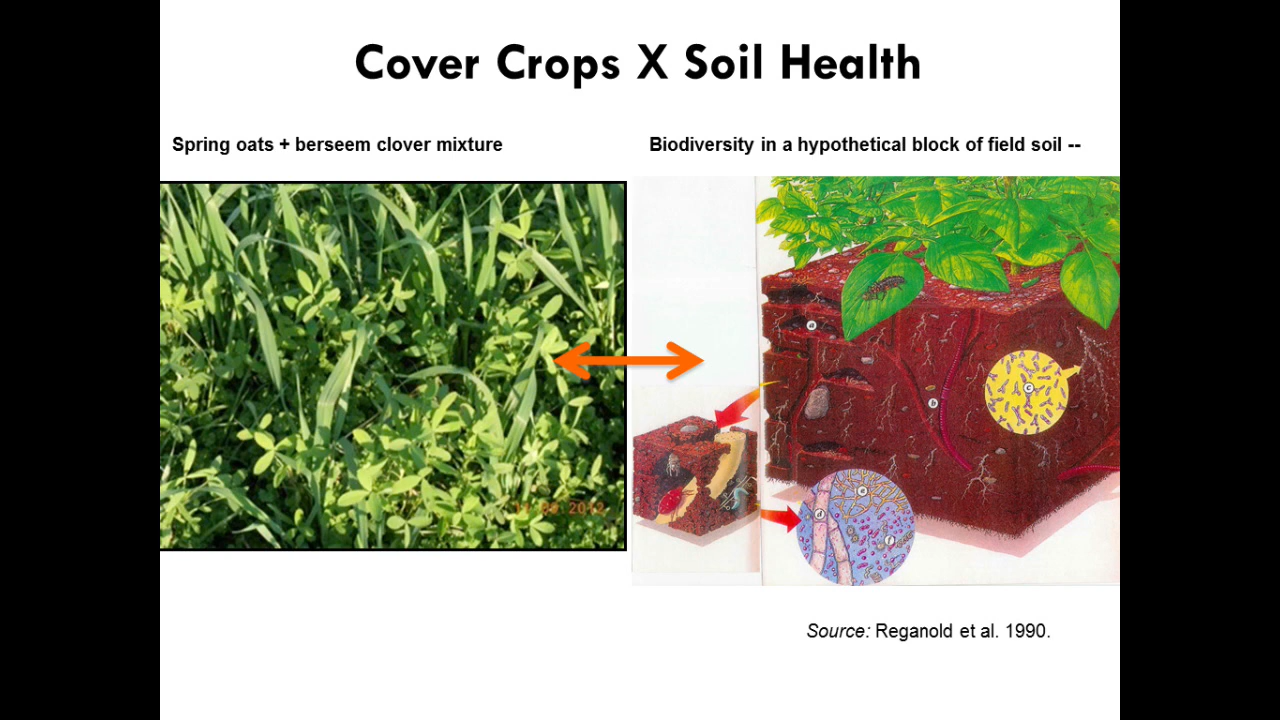 Cover Crops X Soil Health
Spring oats + berseem clover mixture
Biodiversity in a hypothetical block of field soil --
a
b
c
d
e
f
Source: Reganold et al. 1990.